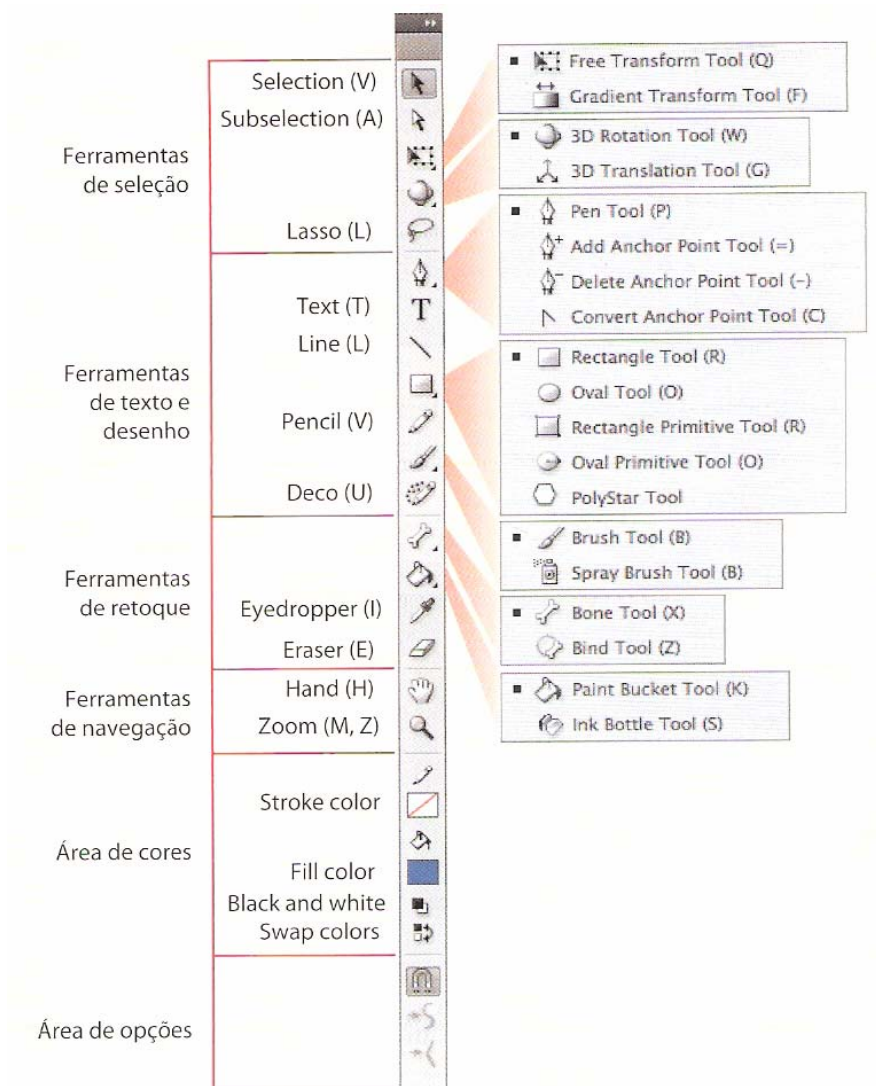 Ferramentas
de seleção
Selection (V)
Subselection (A)
Lasso (L)
Free Transform Tool (Q)
Gradient Transform Tool (F)
3D Rotation Tool (W)
3D Translation Tool (G)
Ferramentas
de texto e
desenho
Text (T)
Line (L)
Pencil (V)
Deco (U)
Pen Tool (P)
Add Anchor Point Tool (=)
Delete Anchor Point Tool (-)
Convert Anchor Point Tool (C)
Rectangle Tool (R)
Oval Tool (O)
Rectangle Primitive Tool (R)
Oval Primitive Tool (O)
PolyStar Tool
Brush Tool (B)
Spray Brush Tool (B)
Ferramentas
de retoque
Eyedropper (I)
Eraser (E)
Bone Tool (X)
Bind Tool (Z)
Paint Bucket Tool (K)
Ink Bottle Tool (S)
Ferramentas
de navegação
Hand (H)
Zoom (M, Z)
Área de cores
Stroke color
Fill color
Black and white
Swap colors
Área de opções